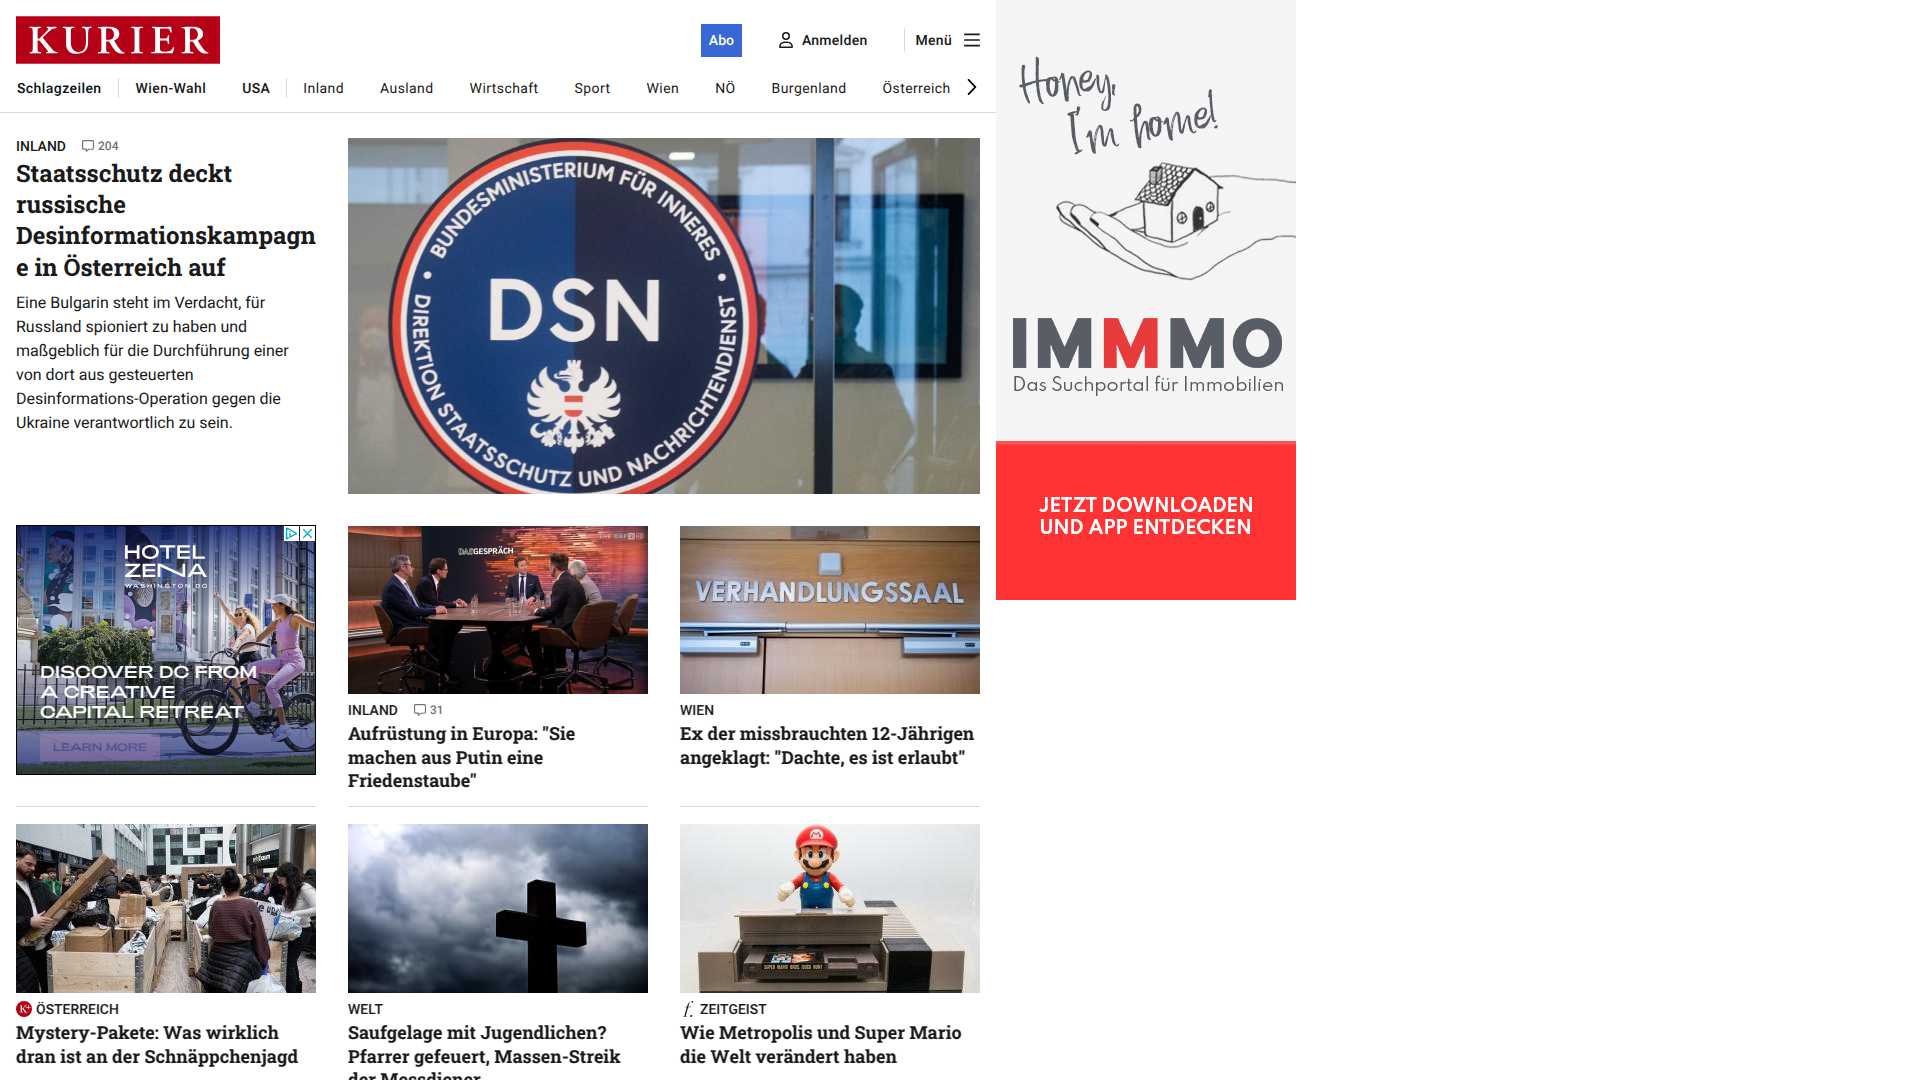 KURIER
Abo
Anmelden
Menü
Schlagzeilen
Wien-Wahl
USA
Inland
Ausland
Wirtschaft
Sport
Wien
NÖ
Burgenland
Österreich
INLAND 204
Staatsschutz deckt
russische
Desinformationskampagn
e in Österreich auf
Eine Bulgarin steht im Verdacht, für
Russland spioniert zu haben und
maßgeblich für die Durchführung einer
von dort aus gesteuerten
Desinformations-Operation gegen die
Ukraine verantwortlich zu sein.
BUNDESMINISTERIUM FÜR INNERES
DSN
DIREKTION STAATSSCHUTZ UND NACHRICHTENDIENST
Honey,
I'm home!
IMMMO
Das Suchportal für Immobilien
JETZT DOWNLOADEN
UND APP ENTDECKEN
HOTEL
ZENA
WASHINGTON DC
DISCOVER DC FROM
A CREATIVE
CAPITAL RETREAT
LEARN MORE
DAS GESPRÄCH
INLAND 31
Aufrüstung in Europa: "Sie
machen aus Putin eine
Friedenstaube"
VERHANDLUNGSSAAL
WIEN
Ex der missbrauchten 12-Jährigen
angeklagt: "Dachte, es ist erlaubt"
K+ ÖSTERREICH
Mystery-Pakete: Was wirklich
dran ist an der Schnäppchenjagd
WELT
Saufgelage mit Jugendlichen?
Pfarrer gefeuert, Massen-Streik
der Messdiener
M
f. ZEITGEIST
Wie Metropolis und Super Mario
die Welt verändert haben